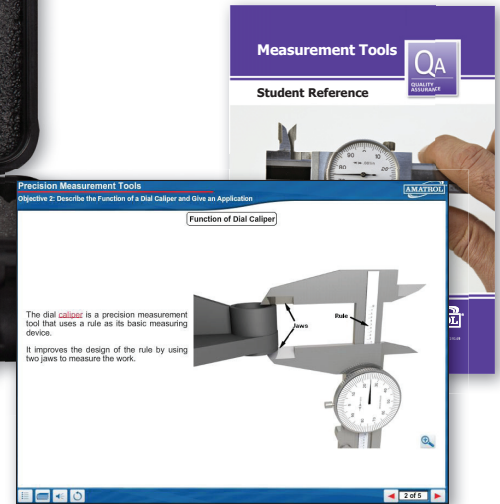 Measurement Tools
QA
QUALITY
ASSURANCE
Student Reference
90
10
80
Precision Measurement Tools
Objective 2: Describe the Function of a Dial Caliper and Give an Application
AMATROL
Function of Dial Caliper
The dial caliper is a precision measurement
tool that uses a rule as its basic measuring
device.
It improves the design of the rule by using
two jaws to measure the work.
Jaws
Rule
2 of 5